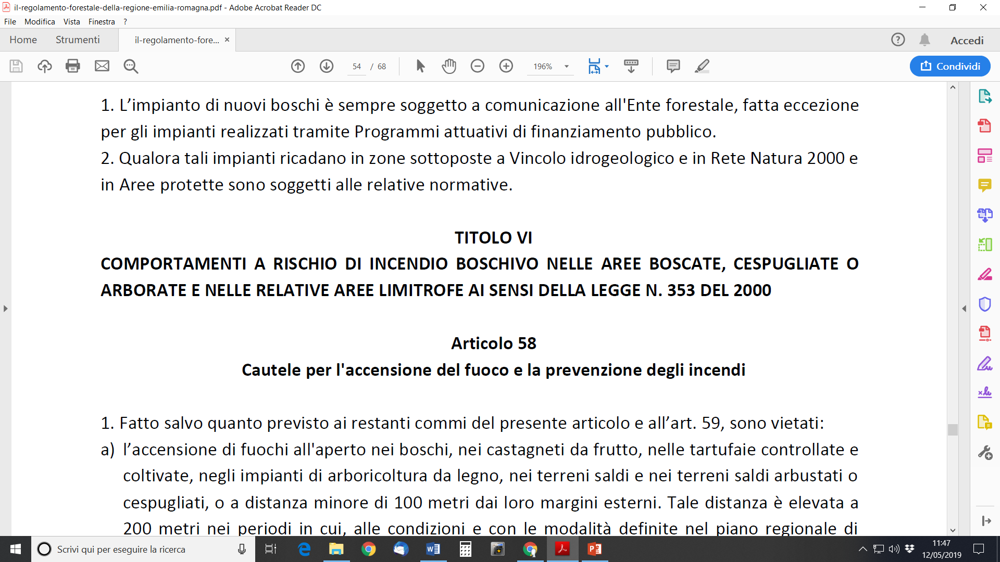 il-regolamento-forestale-della-regione-emilia-romagna.pdf - Adobe Acrobat Reader DC
File Modifica Vista Finestra ?
Home Strumenti il-regolamento-fore... × Accedi
54 / 68 196% Condividi
1. L’impianto di nuovi boschi è sempre soggetto a comunicazione all'Ente forestale, fatta eccezione
per gli impianti realizzati tramite Programmi attuativi di finanziamento pubblico.
2. Qualora tali impianti ricadano in zone sottoposte a Vincolo idrogeologico e in Rete Natura 2000 e
in Aree protette sono soggetti alle relative normative.
TITOLO VI
COMPORTAMENTI A RISCHIO DI INCENDIO BOSCHIVO NELLE AREE BOSCATE, CESPUGLIATE O
ARBORATE E NELLE RELATIVE AREE LIMITROFE AI SENSI DELLA LEGGE N. 353 DEL 2000
Articolo 58
Cautele per l'accensione del fuoco e la prevenzione degli incendi
1. Fatto salvo quanto previsto ai restanti commi del presente articolo e all’art. 59, sono vietati:
a) l’accensione di fuochi all'aperto nei boschi, nei castagneti da frutto, nelle tartufaie controllate e
coltivate, negli impianti di arboricoltura da legno, nei terreni saldi e nei terreni saldi arbustati o
cespugliati, o a distanza minore di 100 metri dai loro margini esterni. Tale distanza è elevata a
200 metri nei periodi in cui, alle condizioni e con le modalità definite nel piano regionale di
Scrivi qui per eseguire la ricerca
11:47
12/05/2019